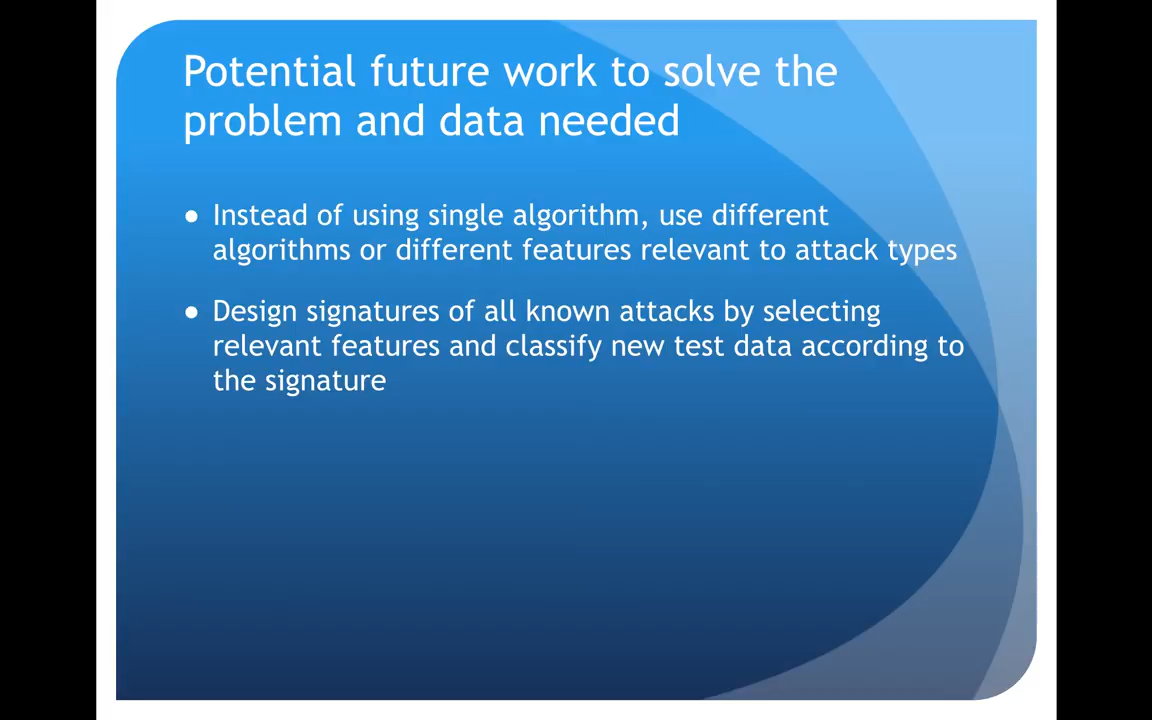 Potential future work to solve the
problem and data needed
● Instead of using single algorithm, use different
algorithms or different features relevant to attack types
● Design signatures of all known attacks by selecting
relevant features and classify new test data according to
the signature